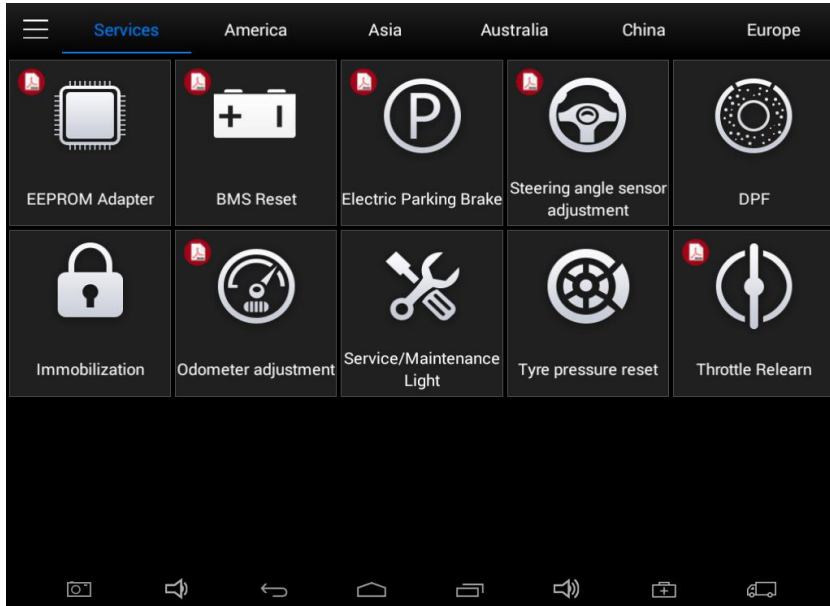 Services America Asia Australia China Europe
EEPROM Adapter
BMS Reset
Electric Parking Brake
Steering angle sensor
adjustment
DPF
Immobilization
Odometer adjustment
Service/Maintenance
Light
Tyre pressure reset
Throttle Relearn